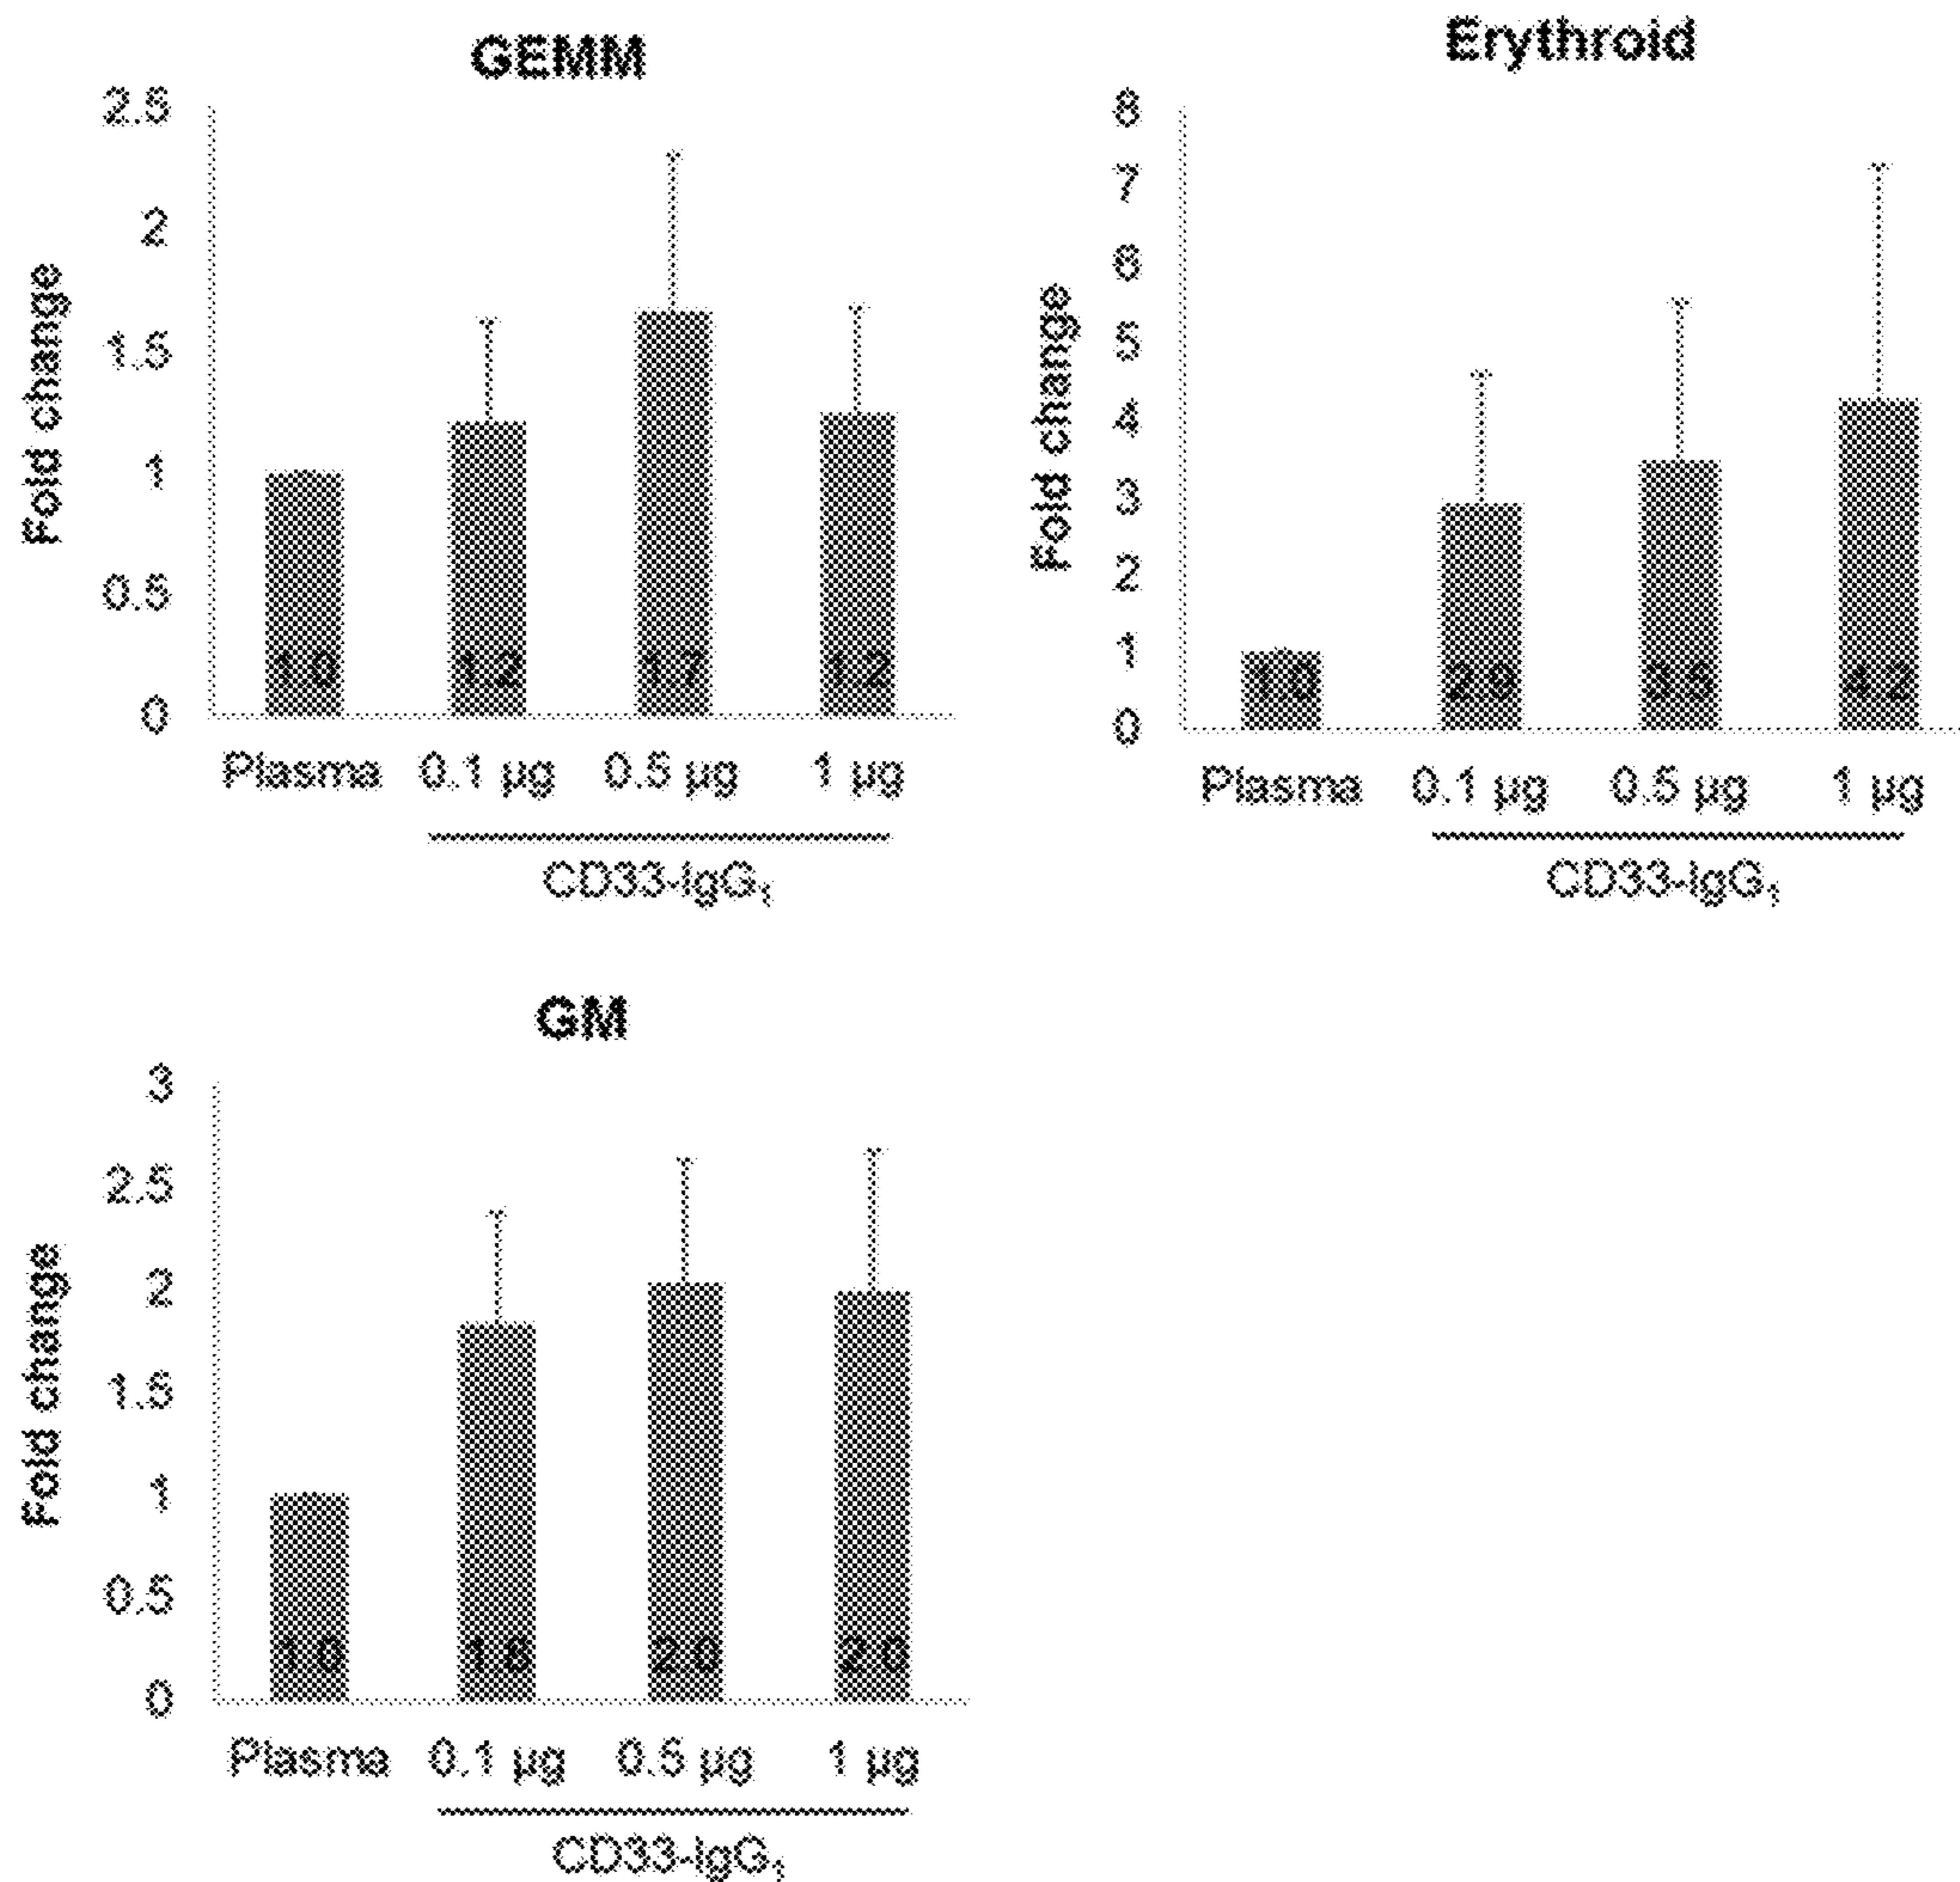 GEMM
Fold change
2.5
2
1.5
1
0.5
0
1.0 1.2 1.7 1.2
Plasma 0.1 µg 0.5 µg 1 µg
CD33-IgG₁
Erythroid
Fold change
8
7
6
5
4
3
2
1
0
1.0 2.9 3.5 4.2
Plasma 0.1 µg 0.5 µg 1 µg
CD33-IgG₁
GM
Fold change
3
2.5
2
1.5
1
0.5
0
1.0 1.8 2.0 2.0
Plasma 0.1 µg 0.5 µg 1 µg
CD33-IgG₁